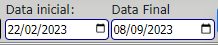 Data inicial: Data Final
22/02/2023 08/09/2023